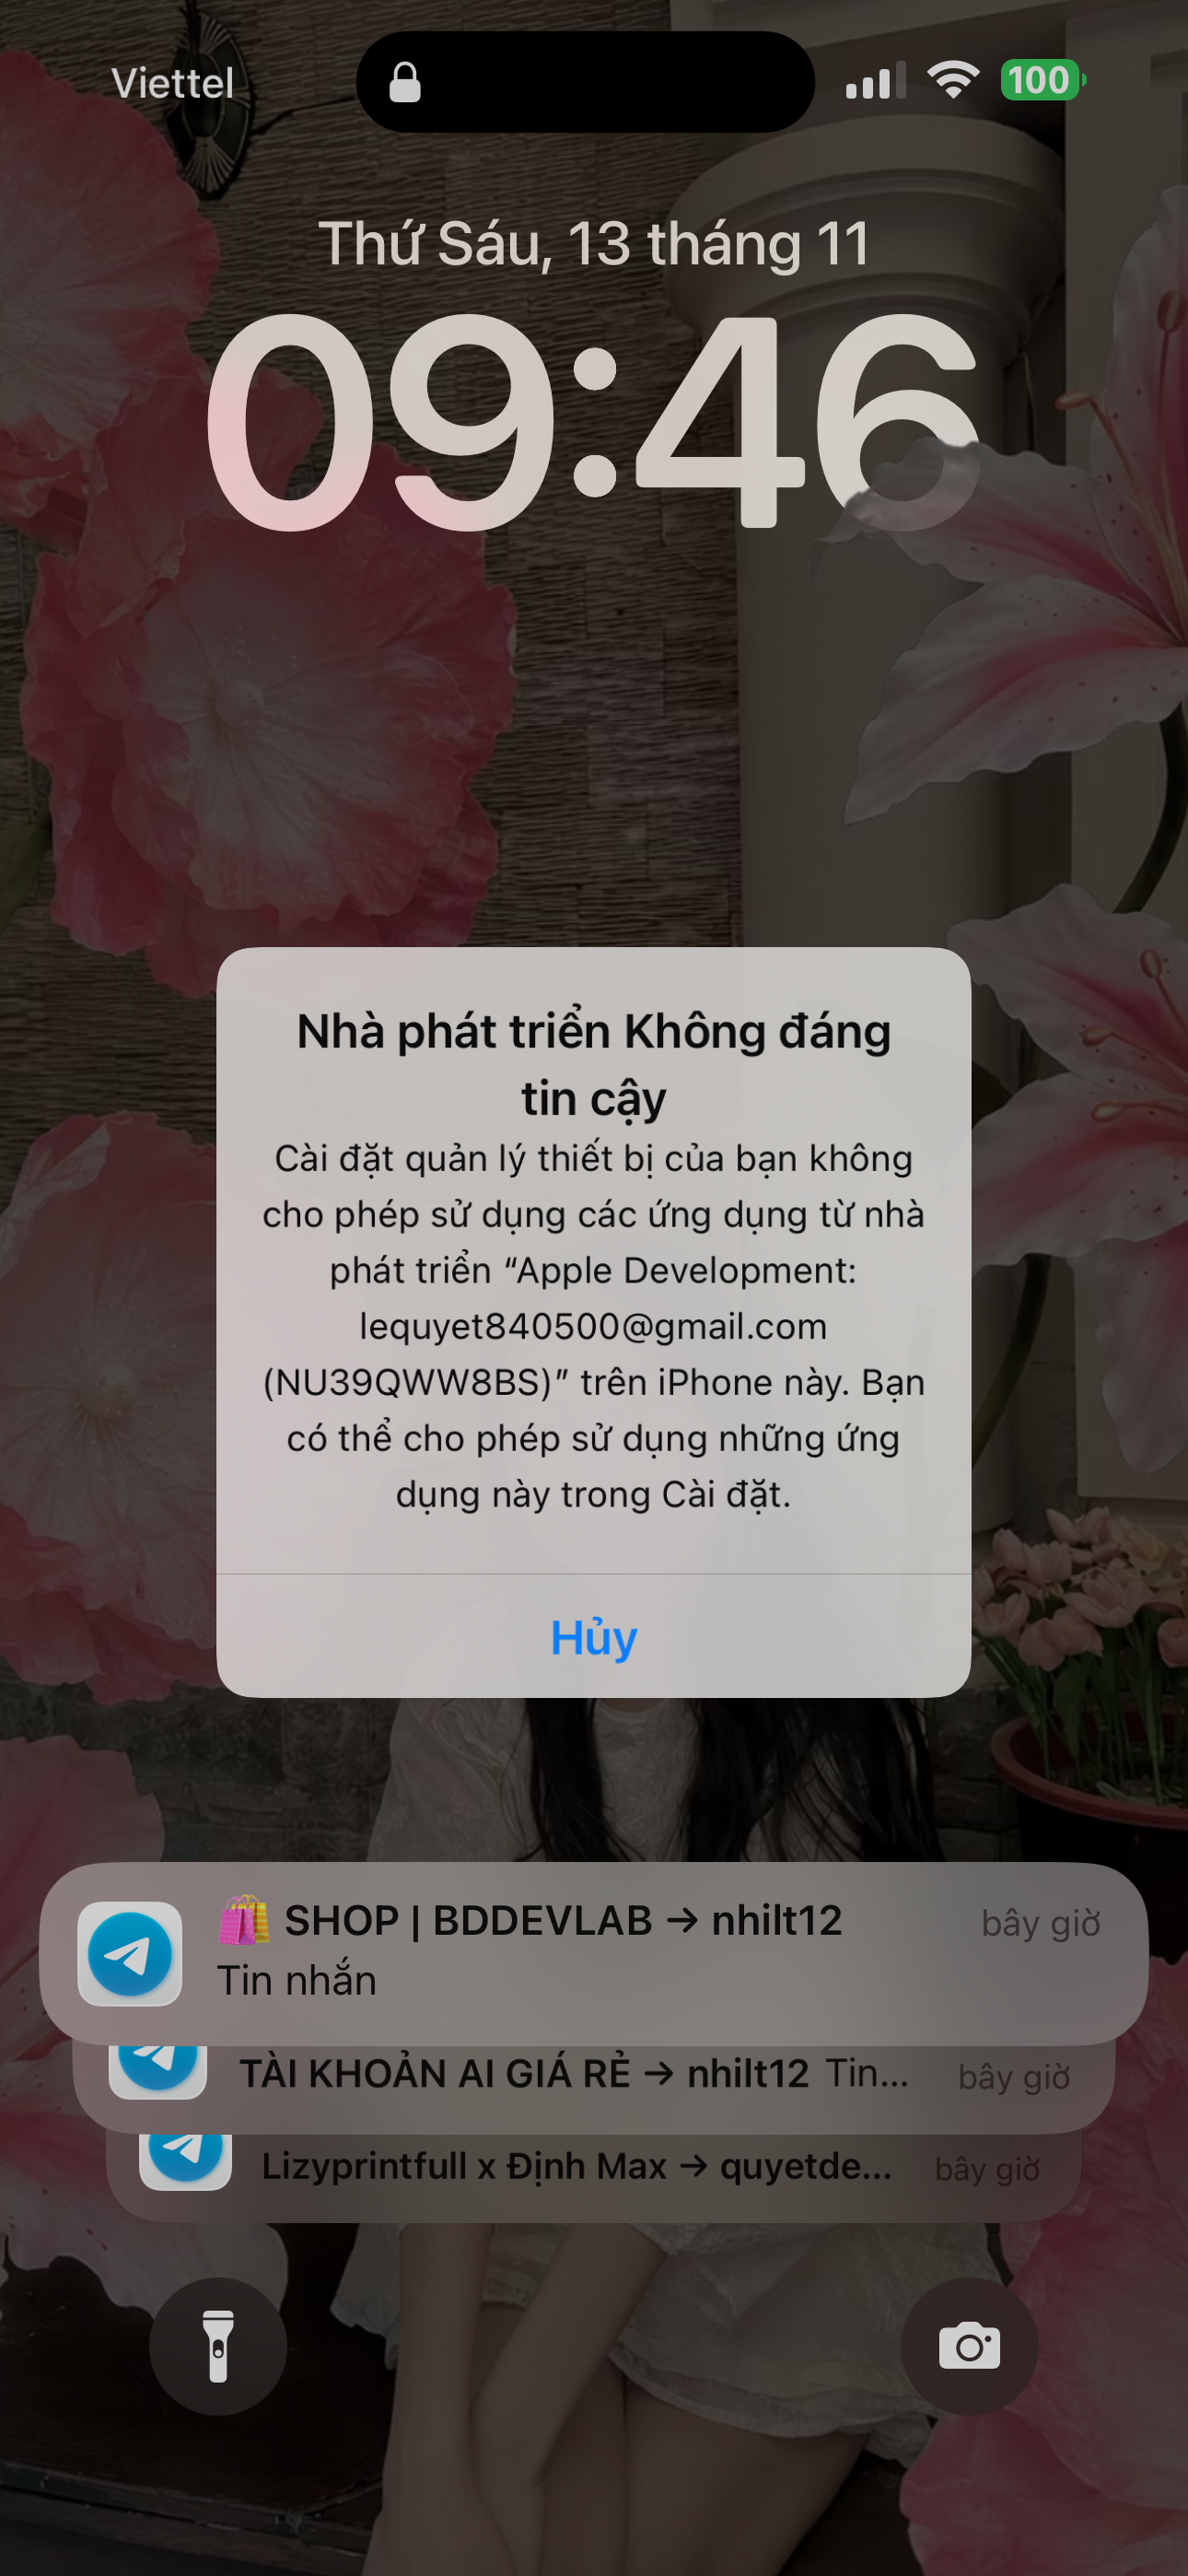 Viettel
100
Thứ Sáu, 13 tháng 11
09:46
Nhà phát triển Không đáng
tin cậy
Cài đặt quản lý thiết bị của bạn không
cho phép sử dụng các ứng dụng từ nhà
phát triển “Apple Development:
lequyet840500@gmail.com
(NU39QWW8BS)” trên iPhone này. Bạn
có thể cho phép sử dụng những ứng
dụng này trong Cài đặt.
Hủy
🛍️ SHOP | BDDEVLAB → nhilt12 bây giờ
Tin nhắn
TÀI KHOẢN AI GIÁ RẺ → nhilt12 Tin... bây giờ
Lizyprintfull x Định Max → quyetde... bây giờ